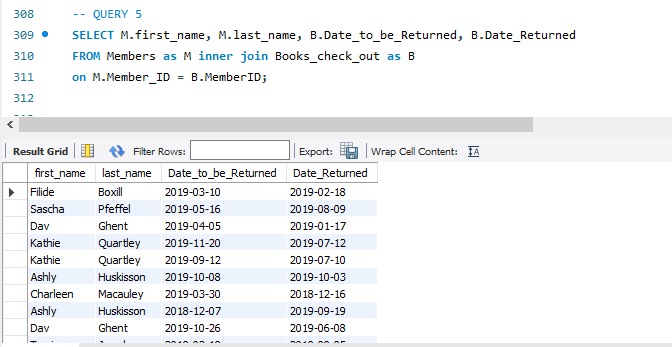 308 -- QUERY 5
309 SELECT M.first_name, M.last_name, B.Date_to_be_Returned, B.Date_Returned
310 FROM Members as M inner join Books_check_out as B
311 on M.Member_ID = B.MemberID;
312
Result Grid Filter Rows: Export: Wrap Cell Content:
first_name last_name Date_to_be_Returned Date_Returned
Filide Boxill 2019-03-10 2019-02-18
Sascha Pfeffel 2019-05-16 2019-08-09
Dav Ghent 2019-04-05 2019-01-17
Kathie Quartley 2019-11-20 2019-07-12
Kathie Quartley 2019-09-12 2019-07-10
Ashly Huskisson 2019-10-08 2019-10-03
Charleen Macauley 2019-03-30 2018-12-16
Ashly Huskisson 2018-12-07 2019-09-19
Dav Ghent 2019-10-26 2019-06-08